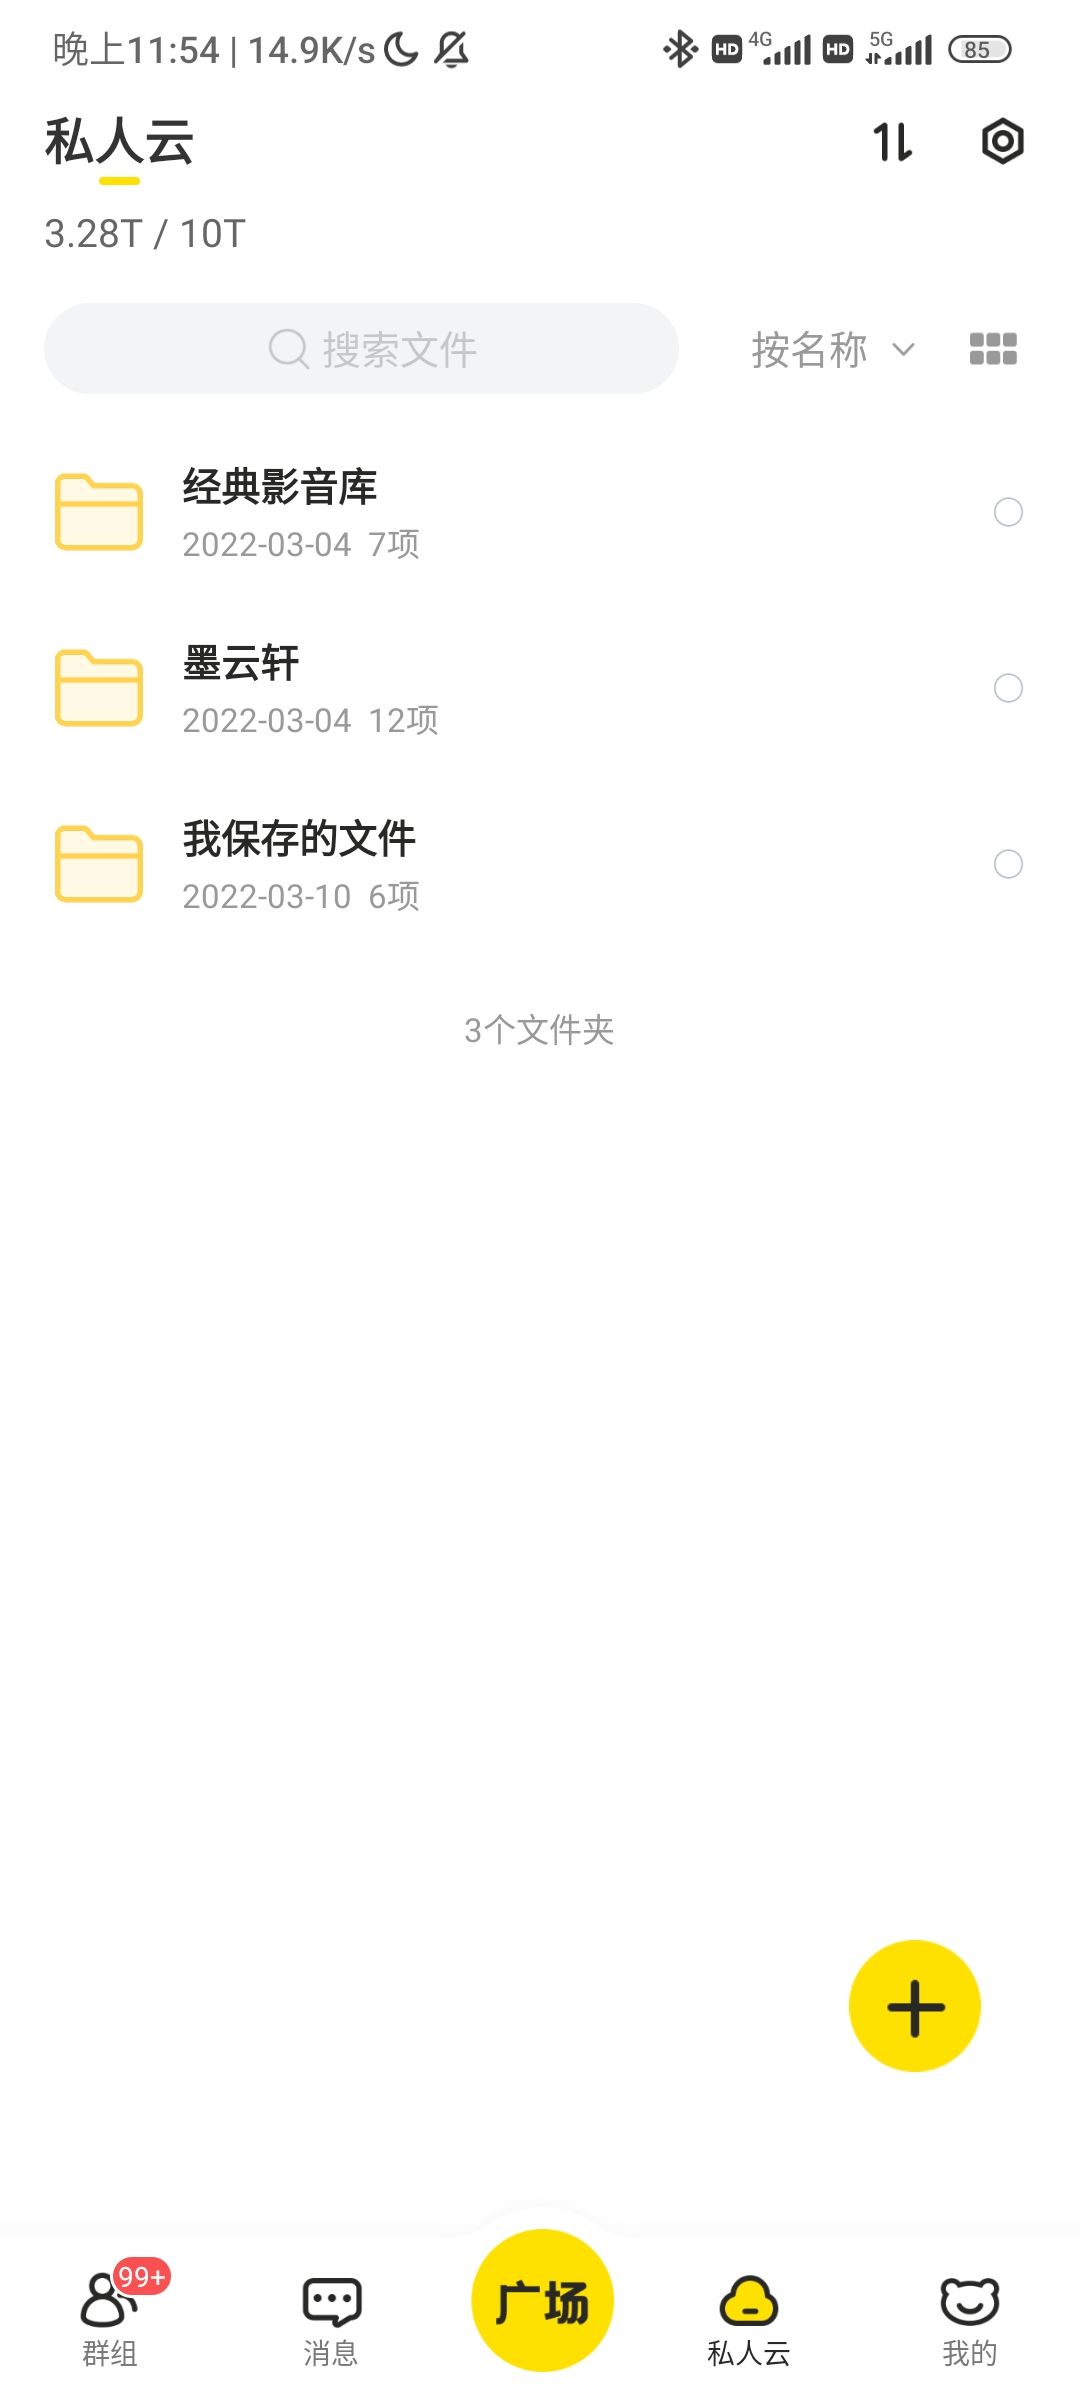 晚上11:54 | 14.9K/s HD 4G HD 5G 85
私人云
3.28T / 10T
搜索文件 按名称
经典影音库
2022-03-04 7项
墨云轩
2022-03-04 12项
我保存的文件
2022-03-10 6项
3个文件夹
99+
广场
群组 消息 私人云 我的